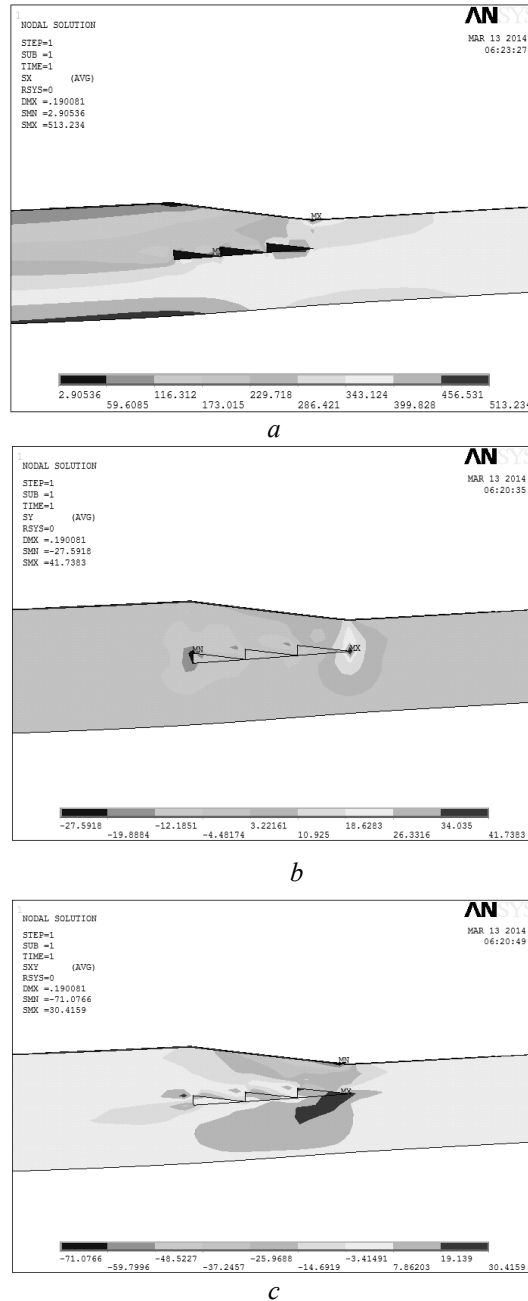 1
NODAL SOLUTION
ANSYS
MAR 13 2014
06:23:27
STEP=1
SUB =1
TIME=1
SX (AVG)
RSYS=0
DMX =.190081
SMN =2.90536
SMX =513.234
MX
2.90536 116.312 229.718 343.124 456.531
59.6085 173.015 286.421 399.828 513.234
a
1
NODAL SOLUTION
ANSYS
MAR 13 2014
06:20:35
STEP=1
SUB =1
TIME=1
SY (AVG)
RSYS=0
DMX =.190081
SMN =-27.5918
SMX =41.7383
MN MX
-27.5918 -12.1851 3.22161 18.6283 34.035
-19.8884 -4.48174 10.925 26.3316 41.7383
b
1
NODAL SOLUTION
ANSYS
MAR 13 2014
06:20:49
STEP=1
SUB =1
TIME=1
SXY (AVG)
RSYS=0
DMX =.190081
SMN =-71.0766
SMX =30.4159
MN
MX
-71.0766 -48.5227 -25.9688 -3.41491 19.139
-59.7996 -37.2457 -14.6919 7.86203 30.4159
c